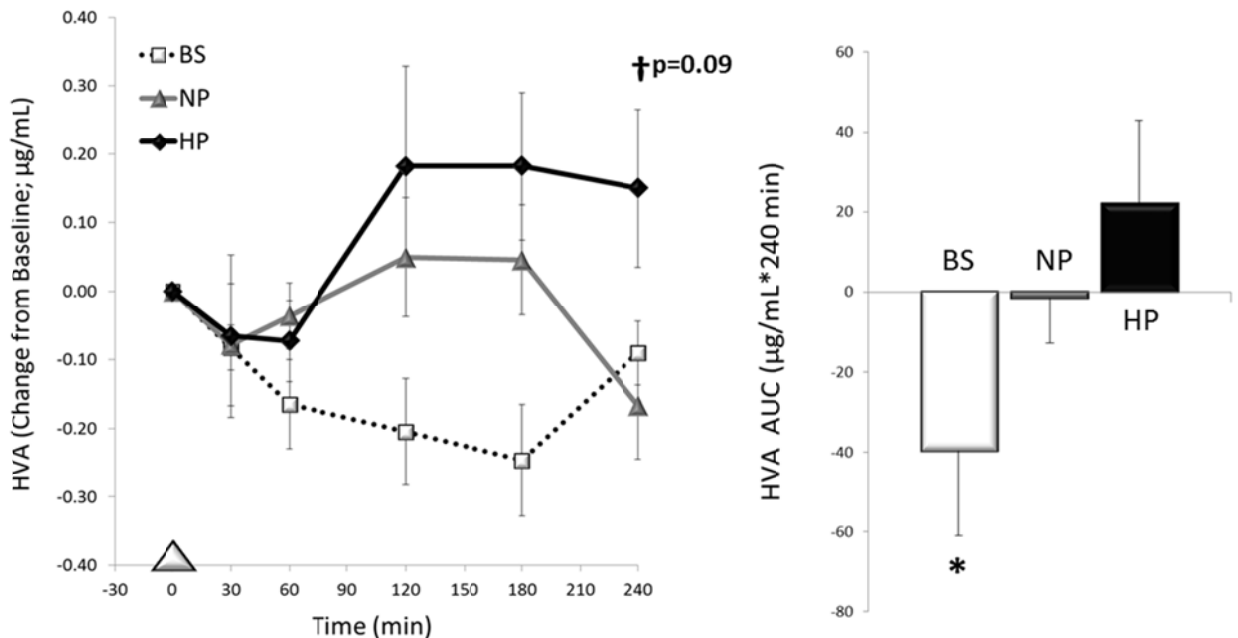 HVA (Change from Baseline; µg/mL)
0.40
0.30
0.20
0.10
0.00
-0.10
-0.20
-0.30
-0.40
BS
NP
HP
†p=0.09
-30 0 30 60 90 120 150 180 210 240
Time (min)
HVA AUC (µg/mL*240 min)
60
40
20
0
-20
-40
-60
-80
BS NP
HP
*